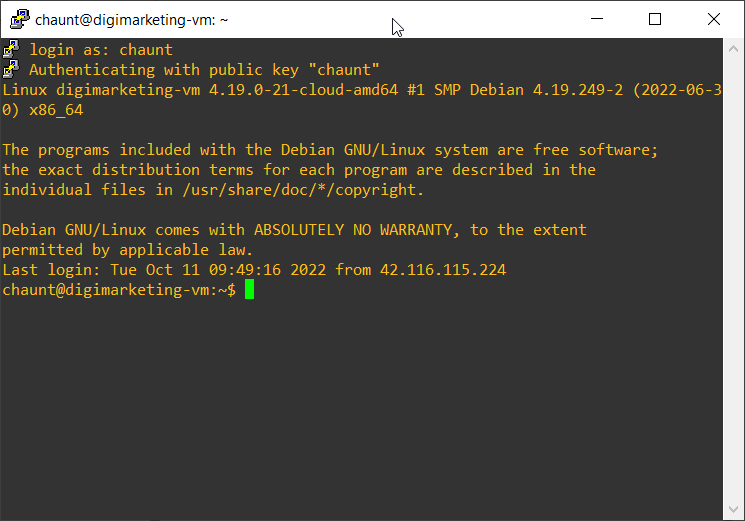 chaunt@digimarketing-vm: ~
login as: chaunt
Authenticating with public key "chaunt"
Linux digimarketing-vm 4.19.0-21-cloud-amd64 #1 SMP Debian 4.19.249-2 (2022-06-3
0) x86_64
The programs included with the Debian GNU/Linux system are free software;
the exact distribution terms for each program are described in the
individual files in /usr/share/doc/*/copyright.
Debian GNU/Linux comes with ABSOLUTELY NO WARRANTY, to the extent
permitted by applicable law.
Last login: Tue Oct 11 09:49:16 2022 from 42.116.115.224
chaunt@digimarketing-vm:~$